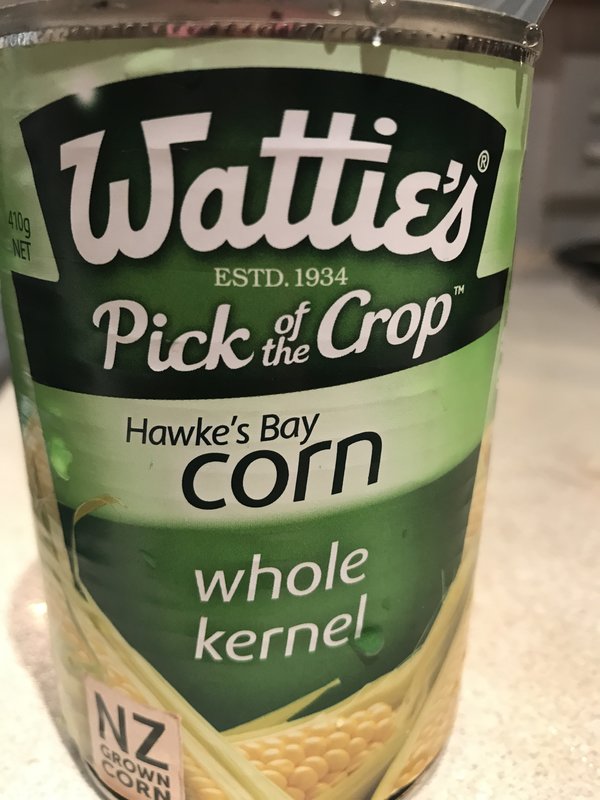 Wattie's®
410g
NET
ESTD. 1934
Pick of the Crop™
Hawke's Bay
corn
whole
kernel
NZ
GROWN
CORN